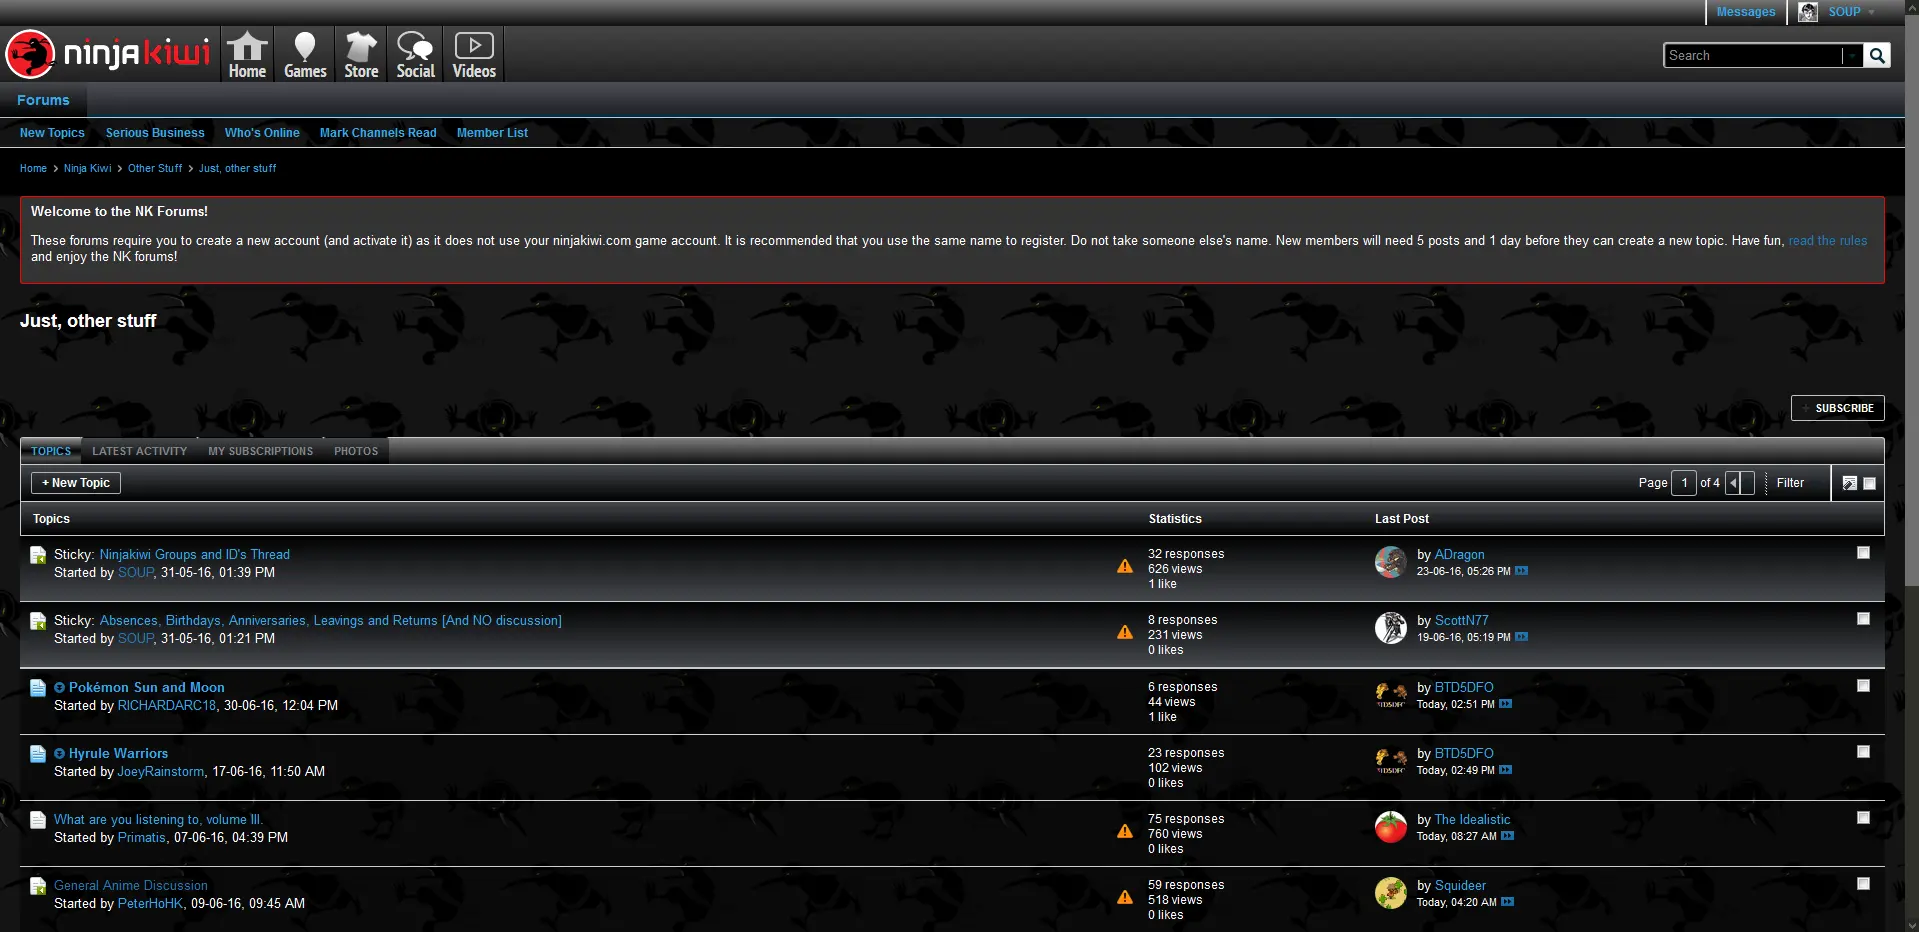 Messages SOUP
ninjakiwi Home Games Store Social Videos Search
Forums
New Topics Serious Business Who's Online Mark Channels Read Member List
Home > Ninja Kiwi > Other Stuff > Just, other stuff
Welcome to the NK Forums!
These forums require you to create a new account (and activate it) as it does not use your ninjakiwi.com game account. It is recommended that you use the same name to register. Do not take someone else's name. New members will need 5 posts and 1 day before they can create a new topic. Have fun, read the rules
and enjoy the NK forums!
Just, other stuff
+ SUBSCRIBE
TOPICS LATEST ACTIVITY MY SUBSCRIPTIONS PHOTOS
+ New Topic Page 1 of 4 Filter
Topics Statistics Last Post
Sticky: Ninjakiwi Groups and ID's Thread
Started by SOUP, 31-05-16, 01:39 PM
32 responses
626 views
1 like
by ADragon
23-06-16, 05:26 PM
Sticky: Absences, Birthdays, Anniversaries, Leavings and Returns [And NO discussion]
Started by SOUP, 31-05-16, 01:21 PM
8 responses
231 views
0 likes
by ScottN77
19-06-16, 05:19 PM
Pokémon Sun and Moon
Started by RICHARDARC18, 30-06-16, 12:04 PM
6 responses
44 views
1 like
BTD5DFC
by BTD5DFO
Today, 02:51 PM
Hyrule Warriors
Started by JoeyRainstorm, 17-06-16, 11:50 AM
23 responses
102 views
0 likes
BTD5DFC
by BTD5DFO
Today, 02:49 PM
What are you listening to, volume III.
Started by Primatis, 07-06-16, 04:39 PM
75 responses
760 views
0 likes
by The Idealistic
Today, 08:27 AM
General Anime Discussion
Started by PeterHoHK, 09-06-16, 09:45 AM
59 responses
518 views
0 likes
by Squideer
Today, 04:20 AM